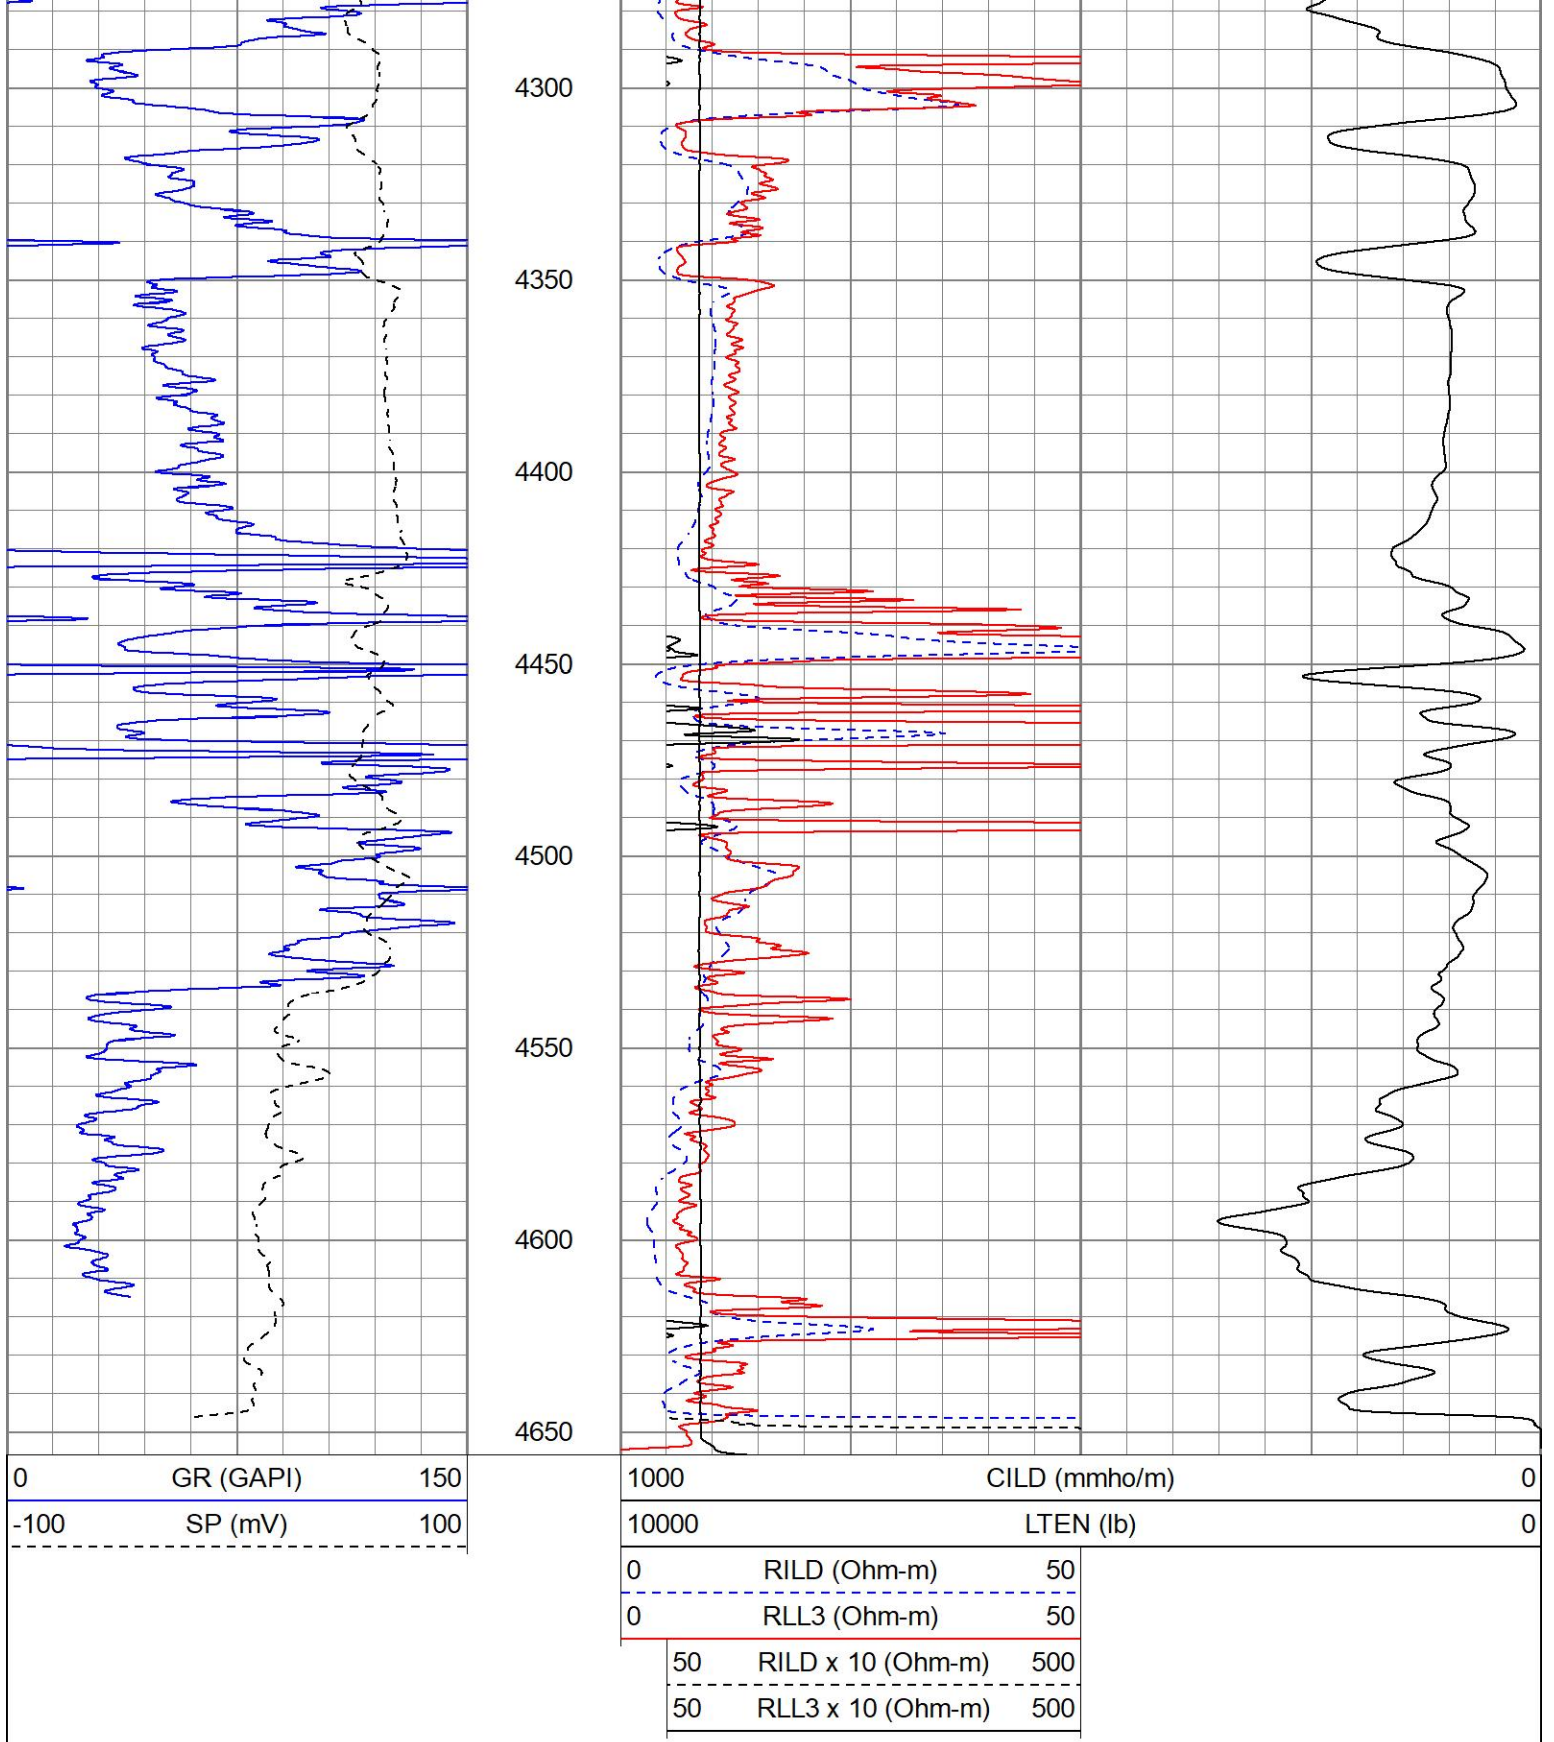 4300
4350
4400
4450
4500
4550
4600
4650
0 GR (GAPI) 150 1000 CILD (mmho/m) 0
-100 SP (mV) 100 10000 LTEN (lb) 0
0 RILD (Ohm-m) 50
0 RLL3 (Ohm-m) 50
50 RILD x 10 (Ohm-m) 500
50 RLL3 x 10 (Ohm-m) 500